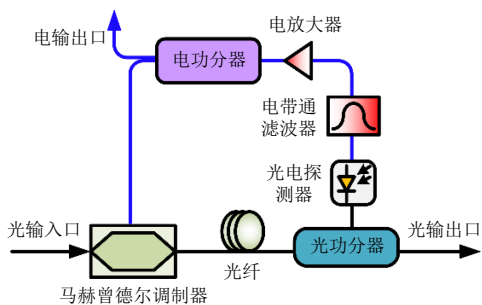 电放大器
电输出口
电功分器
电带通
滤波器
光电探
测器
光输入口
光纤
光功分器
光输出口
马赫曾德尔调制器